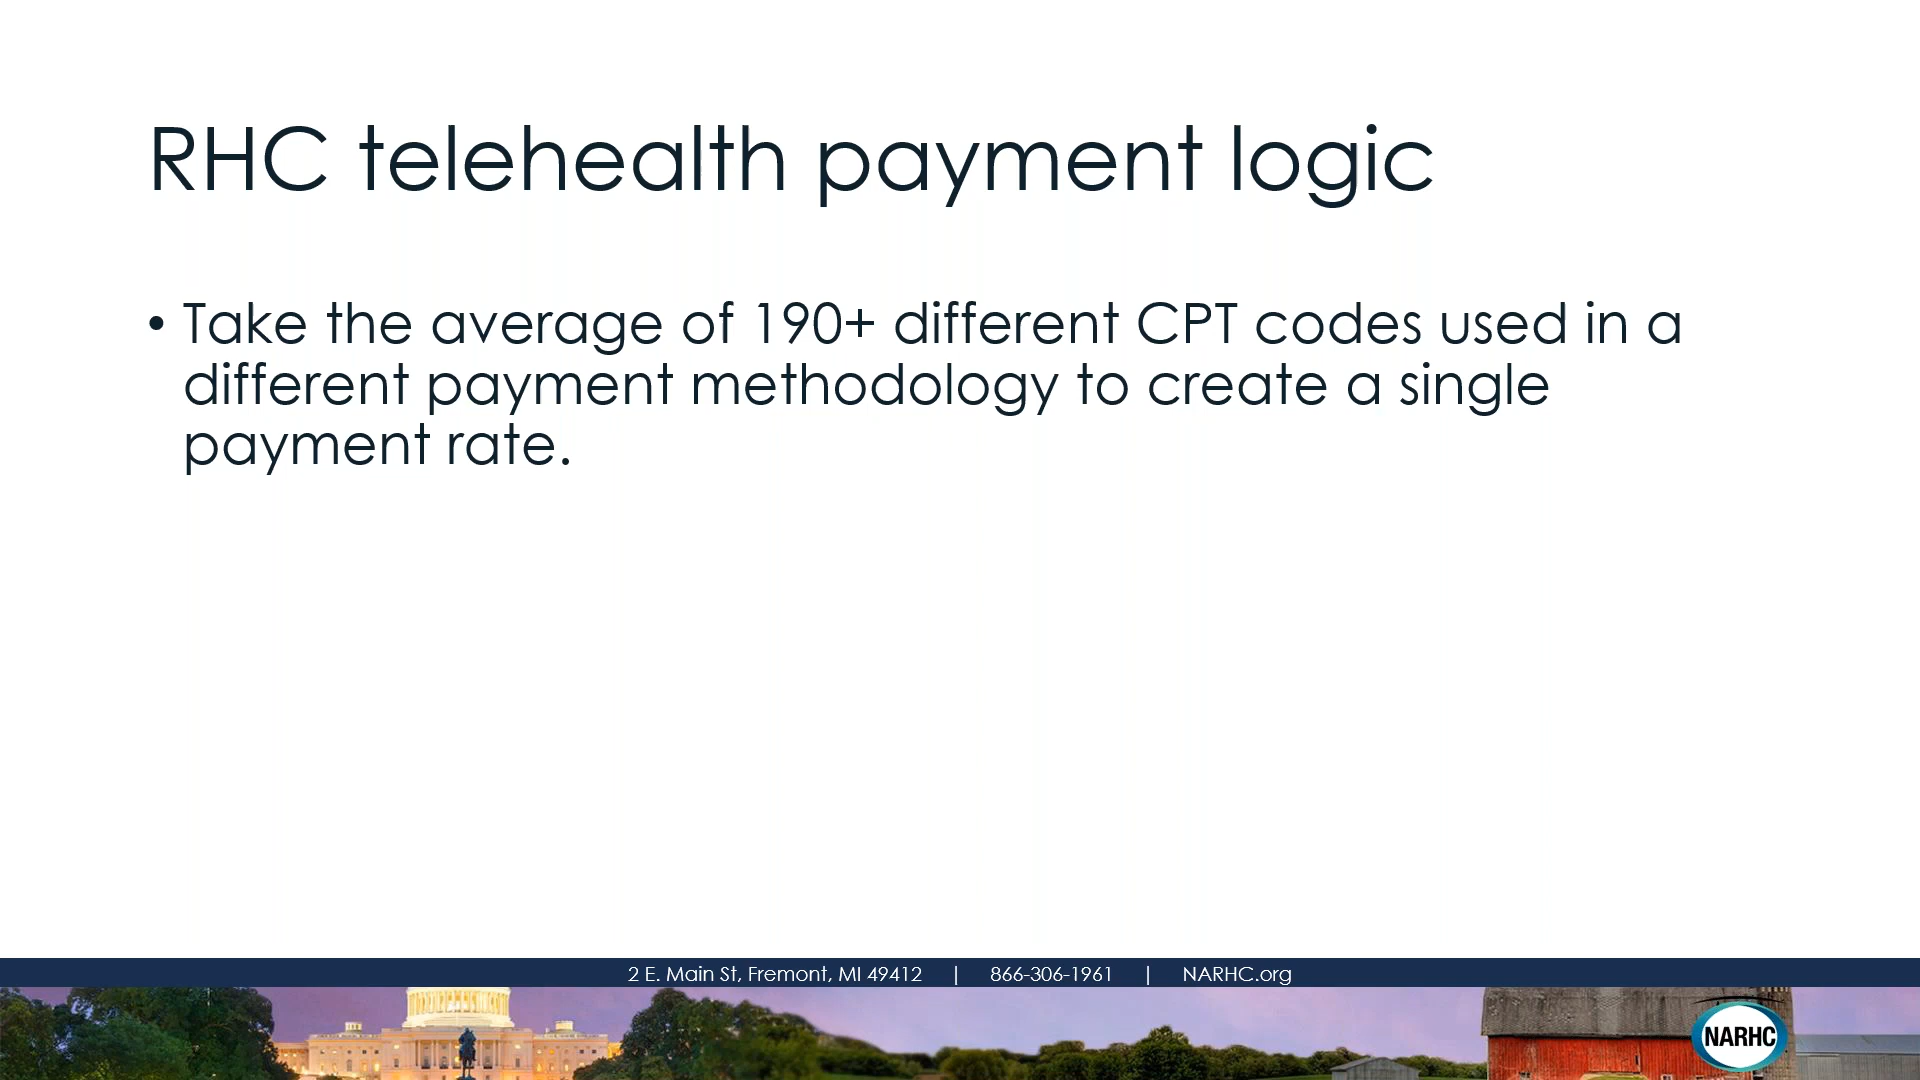 RHC telehealth payment logic
• Take the average of 190+ different CPT codes used in a
different payment methodology to create a single
payment rate.
2 E. Main St, Fremont, MI 49412 | 866-306-1961 | NARHC.org
NARHC